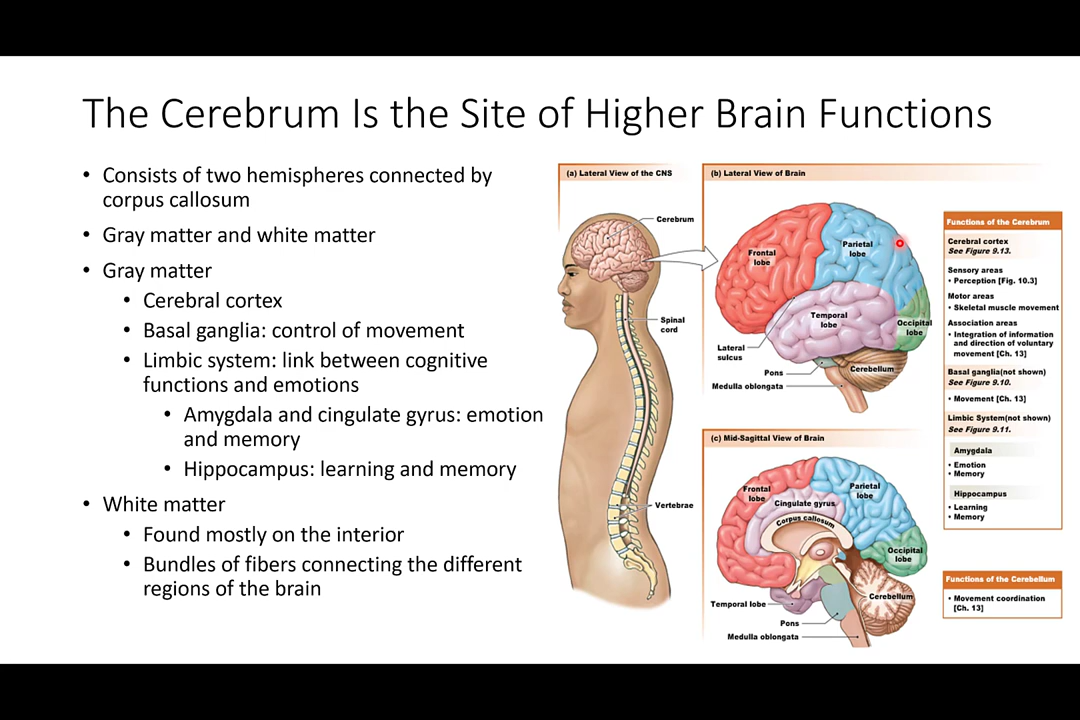 The Cerebrum Is the Site of Higher Brain Functions
• Consists of two hemispheres connected by
corpus callosum
• Gray matter and white matter
• Gray matter
• Cerebral cortex
• Basal ganglia: control of movement
• Limbic system: link between cognitive
functions and emotions
• Amygdala and cingulate gyrus: emotion
and memory
• Hippocampus: learning and memory
• White matter
• Found mostly on the interior
• Bundles of fibers connecting the different
regions of the brain
(a) Lateral View of the CNS
Cerebrum
Spinal
cord
Vertebrae
(b) Lateral View of Brain
Frontal
lobe
Parietal
lobe
Temporal
lobe
Occipital
lobe
Lateral
sulcus
Pons
Cerebellum
Medulla oblongata
(c) Mid-Sagittal View of Brain
Frontal
lobe
Parietal
lobe
Cingulate gyrus
Corpus callosum
Occipital
lobe
Cerebellum
Temporal lobe
Pons
Medulla oblongata
Functions of the Cerebrum
Cerebral cortex
See Figure 9.13.
Sensory areas
• Perception [Fig. 10.3]
Motor areas
• Skeletal muscle movement
Association areas
• Integration of information
and direction of voluntary
movement [Ch. 13]
Basal ganglia(not shown)
See Figure 9.10.
• Movement [Ch. 13]
Limbic System(not shown)
See Figure 9.11.
Amygdala
• Emotion
• Memory
Hippocampus
• Learning
• Memory
Functions of the Cerebellum
• Movement coordination
[Ch. 13]